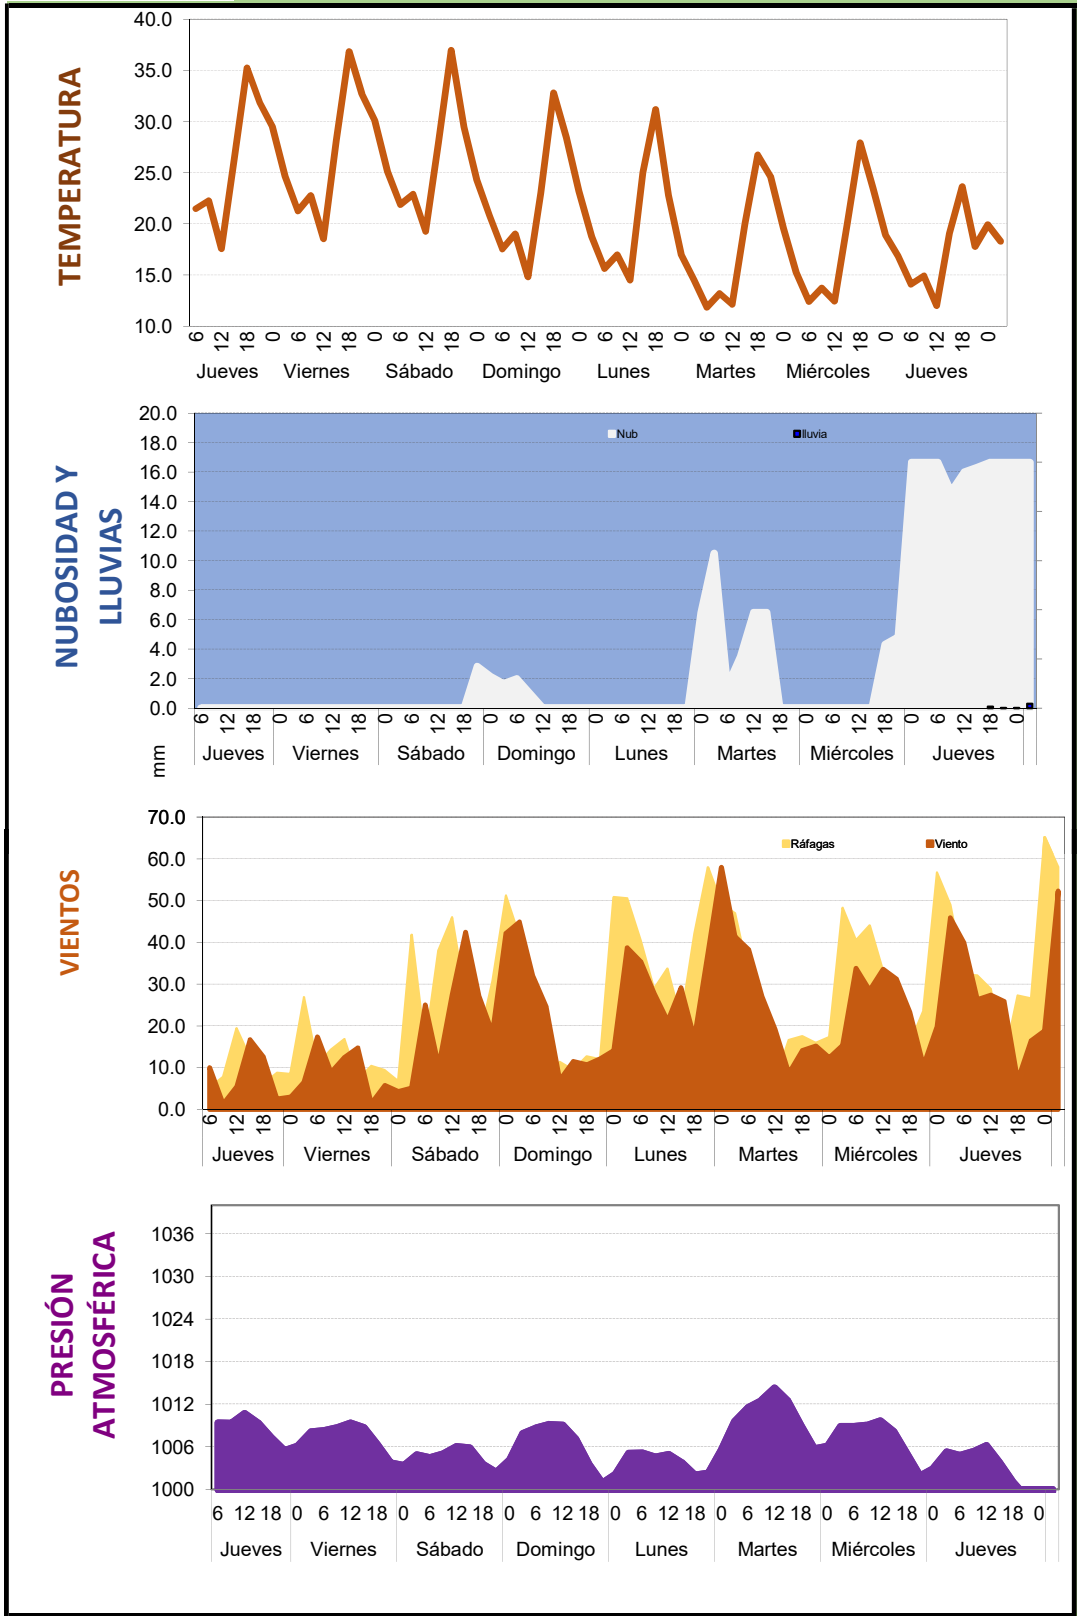 TEMPERATURA
40.0
35.0
30.0
25.0
20.0
15.0
10.0
6 12 18 0 6 12 18 0 6 12 18 0 6 12 18 0 6 12 18 0 6 12 18 0 6 12 18 0 6 12 18 0
Jueves Viernes Sábado Domingo Lunes Martes Miércoles Jueves
NUBOSIDAD Y
LLUVIAS
20.0
18.0
16.0
14.0
12.0
10.0
8.0
6.0
4.0
2.0
0.0
Nub lluvia
6 12 18 0 6 12 18 0 6 12 18 0 6 12 18 0 6 12 18 0 6 12 18 0 6 12 18 0 6 12 18 0
mm
Jueves Viernes Sábado Domingo Lunes Martes Miércoles Jueves
VIENTOS
70.0
60.0
50.0
40.0
30.0
20.0
10.0
0.0
Ráfagas Viento
6 12 18 0 6 12 18 0 6 12 18 0 6 12 18 0 6 12 18 0 6 12 18 0 6 12 18 0 6 12 18 0
Jueves Viernes Sábado Domingo Lunes Martes Miércoles Jueves
PRESIÓN
ATMOSFÉRICA
1036
1030
1024
1018
1012
1006
1000
6 12 18 0 6 12 18 0 6 12 18 0 6 12 18 0 6 12 18 0 6 12 18 0 6 12 18 0 6 12 18 0
Jueves Viernes Sábado Domingo Lunes Martes Miércoles Jueves